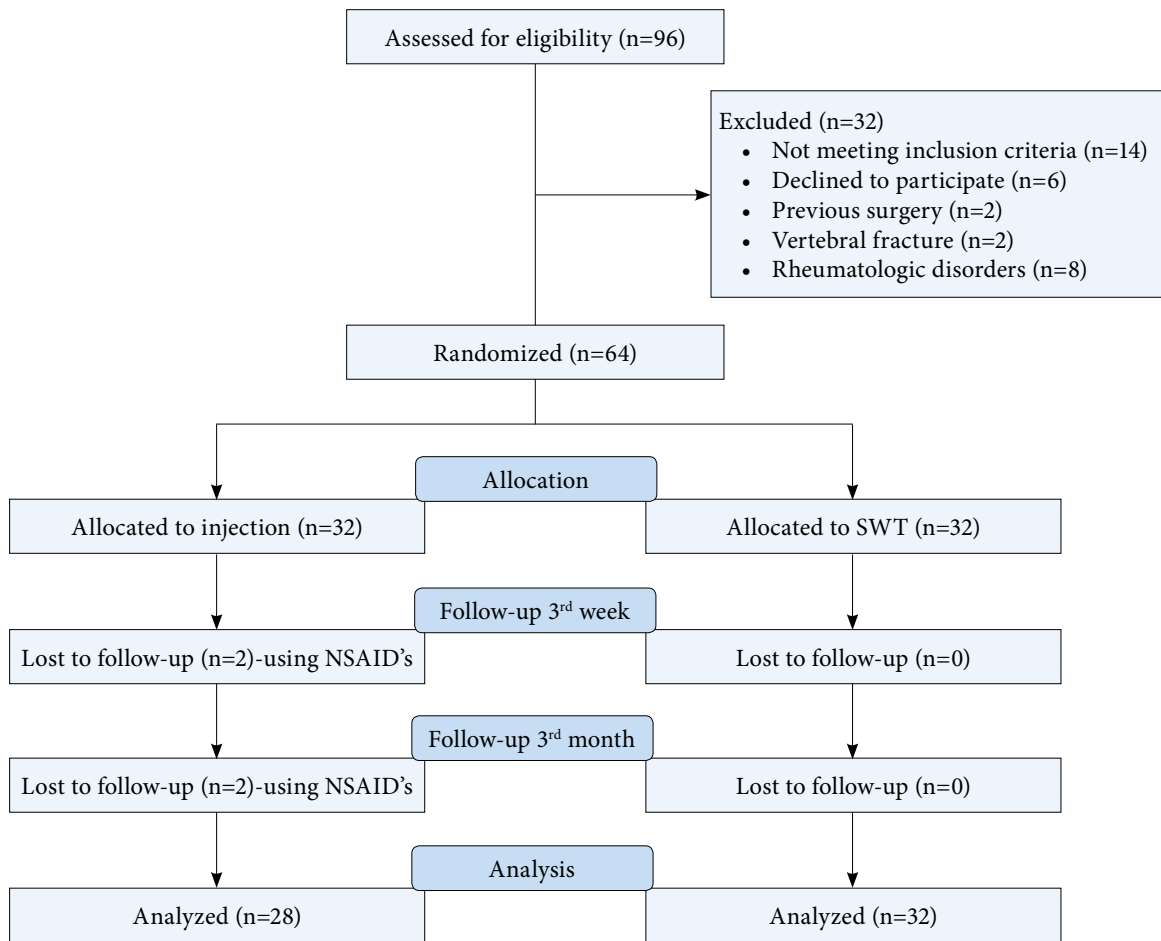 Assessed for eligibility (n=96)
Excluded (n=32)
• Not meeting inclusion criteria (n=14)
• Declined to participate (n=6)
• Previous surgery (n=2)
• Vertebral fracture (n=2)
• Rheumatologic disorders (n=8)
Randomized (n=64)
Allocation
Allocated to injection (n=32)
Allocated to SWT (n=32)
Follow-up 3rd week
Lost to follow-up (n=2)-using NSAID's
Lost to follow-up (n=0)
Follow-up 3rd month
Lost to follow-up (n=2)-using NSAID's
Lost to follow-up (n=0)
Analysis
Analyzed (n=28)
Analyzed (n=32)